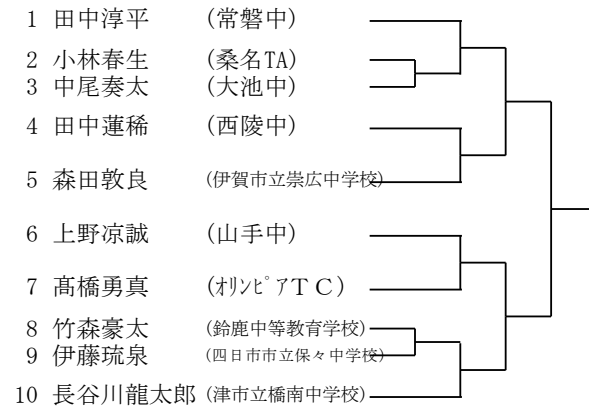 1 田中淳平 (常磐中)
2 小林春生 (桑名TA)
3 中尾奏太 (大池中)
4 田中蓮稀 (西陵中)
5 森田敦良 (伊賀市立崇広中学校)
6 上野凉誠 (山手中)
7 髙橋勇真 (ｵﾘﾝﾋﾟｱＴＣ)
8 竹森豪太 (鈴鹿中等教育学校)
9 伊藤琉泉 (四日市市立保々中学校)
10 長谷川龍太郎 (津市立橋南中学校)